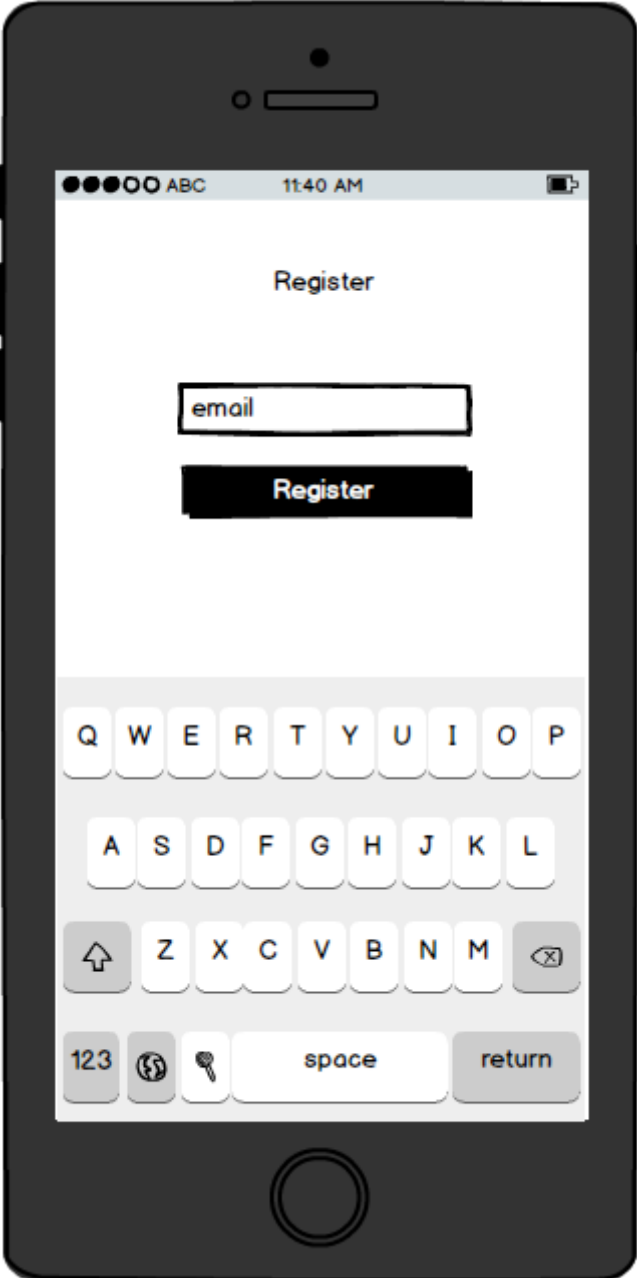 ABC 11:40 AM
Register
email
Register
Q W E R T Y U I O P
A S D F G H J K L
Z X C V B N M
123 space return